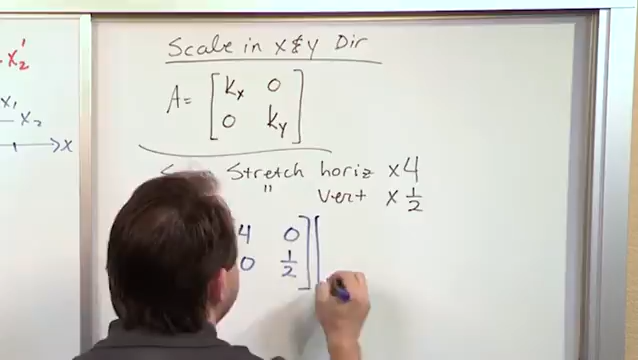 Scale in x & y Dir
x₂'
A = [ kx 0
0 ky ]
x₁
x₂
x
Stretch horiz x 4
" Vert x 1/2
4 0
0 1/2 ] [